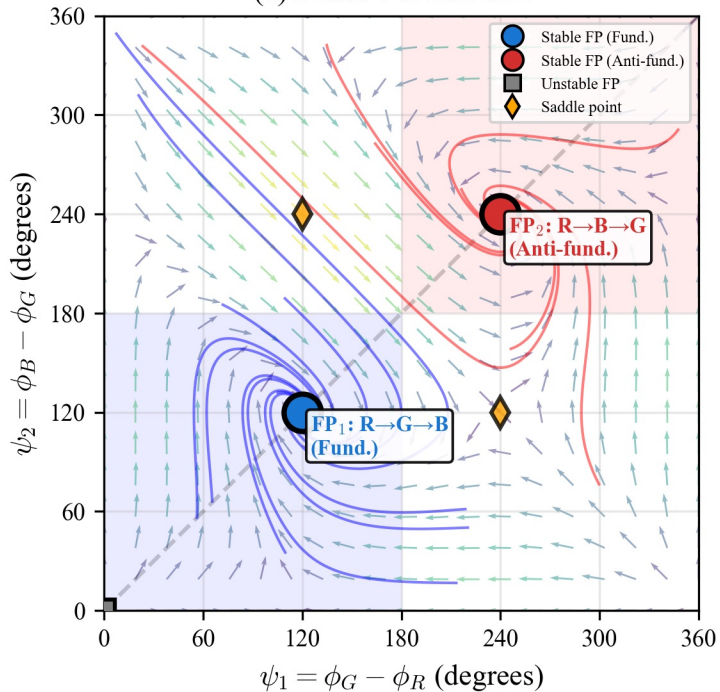 360
300
240
180
120
60
0
0
60
120
180
240
300
360
ψ₂ = ϕ_B − ϕ_G (degrees)
ψ₁ = ϕ_G − ϕ_R (degrees)
Stable FP (Fund.)
Stable FP (Anti-fund.)
Unstable FP
Saddle point
FP₂: R→B→G
(Anti-fund.)
FP₁: R→G→B
(Fund.)